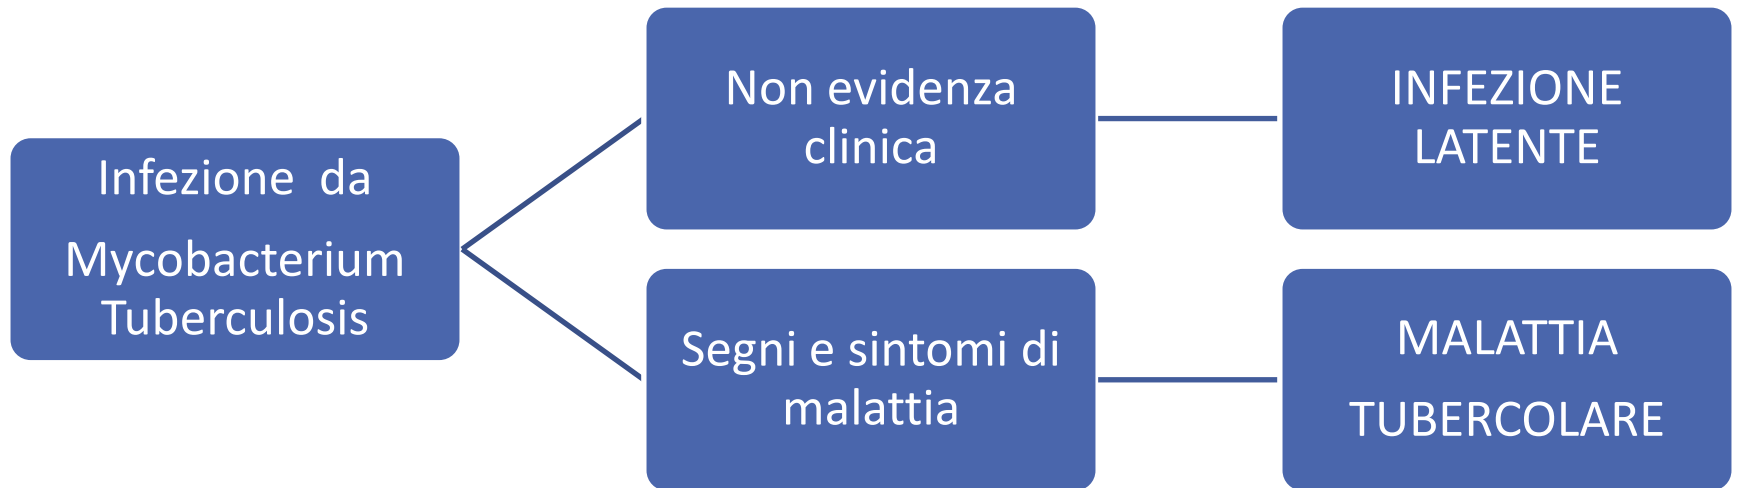 Infezione  da
Mycobacterium
Tuberculosis
Non evidenza
clinica
INFEZIONE
LATENTE
Segni e sintomi di
malattia
MALATTIA
TUBERCOLARE